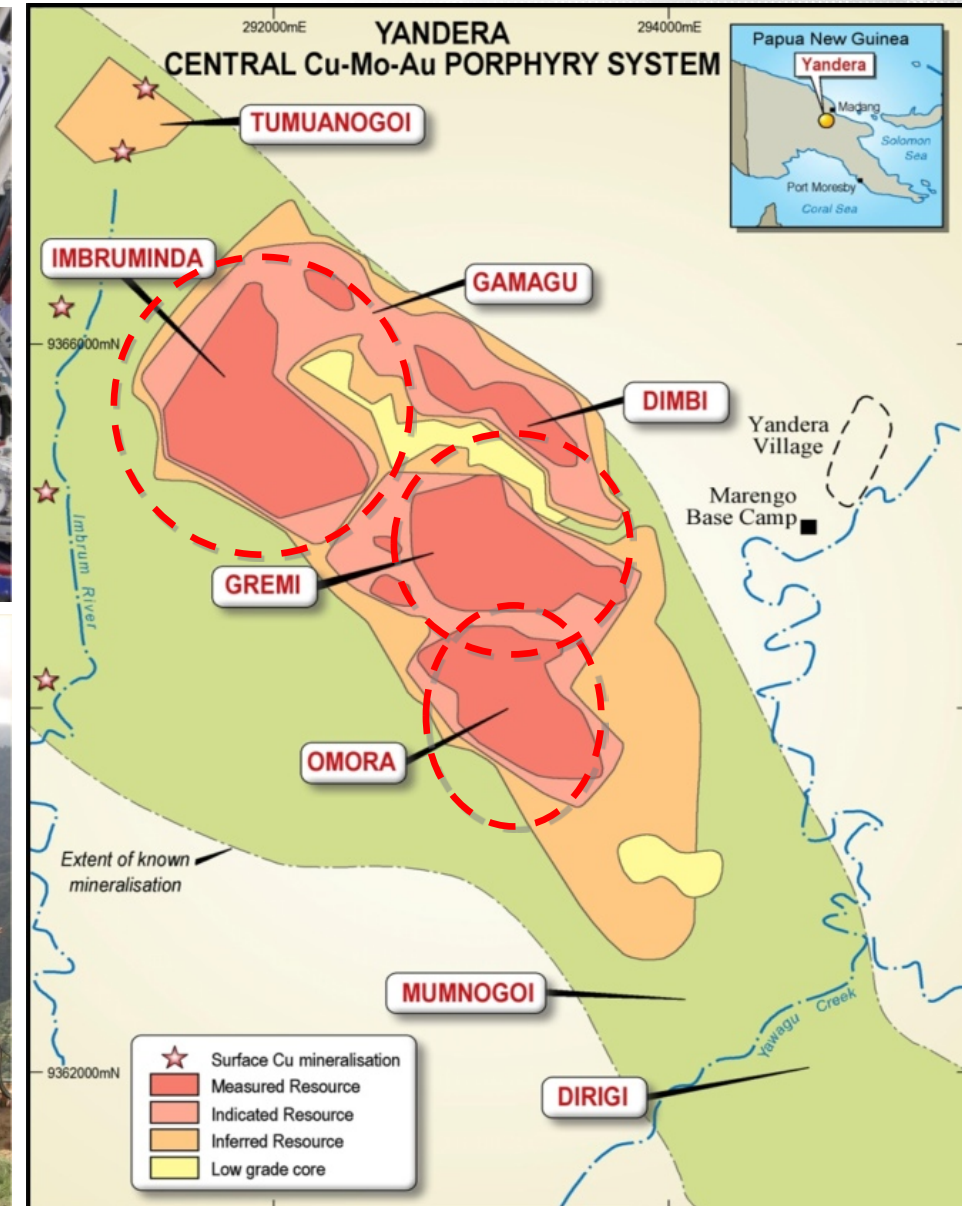 292000mE
294000mE
YANDERA
CENTRAL Cu-Mo-Au PORPHYRY SYSTEM
Papua New Guinea
Yandera
Madang
Solomon
Sea
Port Moresby
Coral Sea
TUMUANOGOI
IMBRUMINDA
GAMAGU
9366000mN
DIMBI
Yandera
Village
Marengo
Base Camp
Imbrum River
GREMI
OMORA
Extent of known
mineralisation
MUMNOGOI
Yawagu Creek
DIRIGI
9362000mN
Surface Cu mineralisation
Measured Resource
Indicated Resource
Inferred Resource
Low grade core